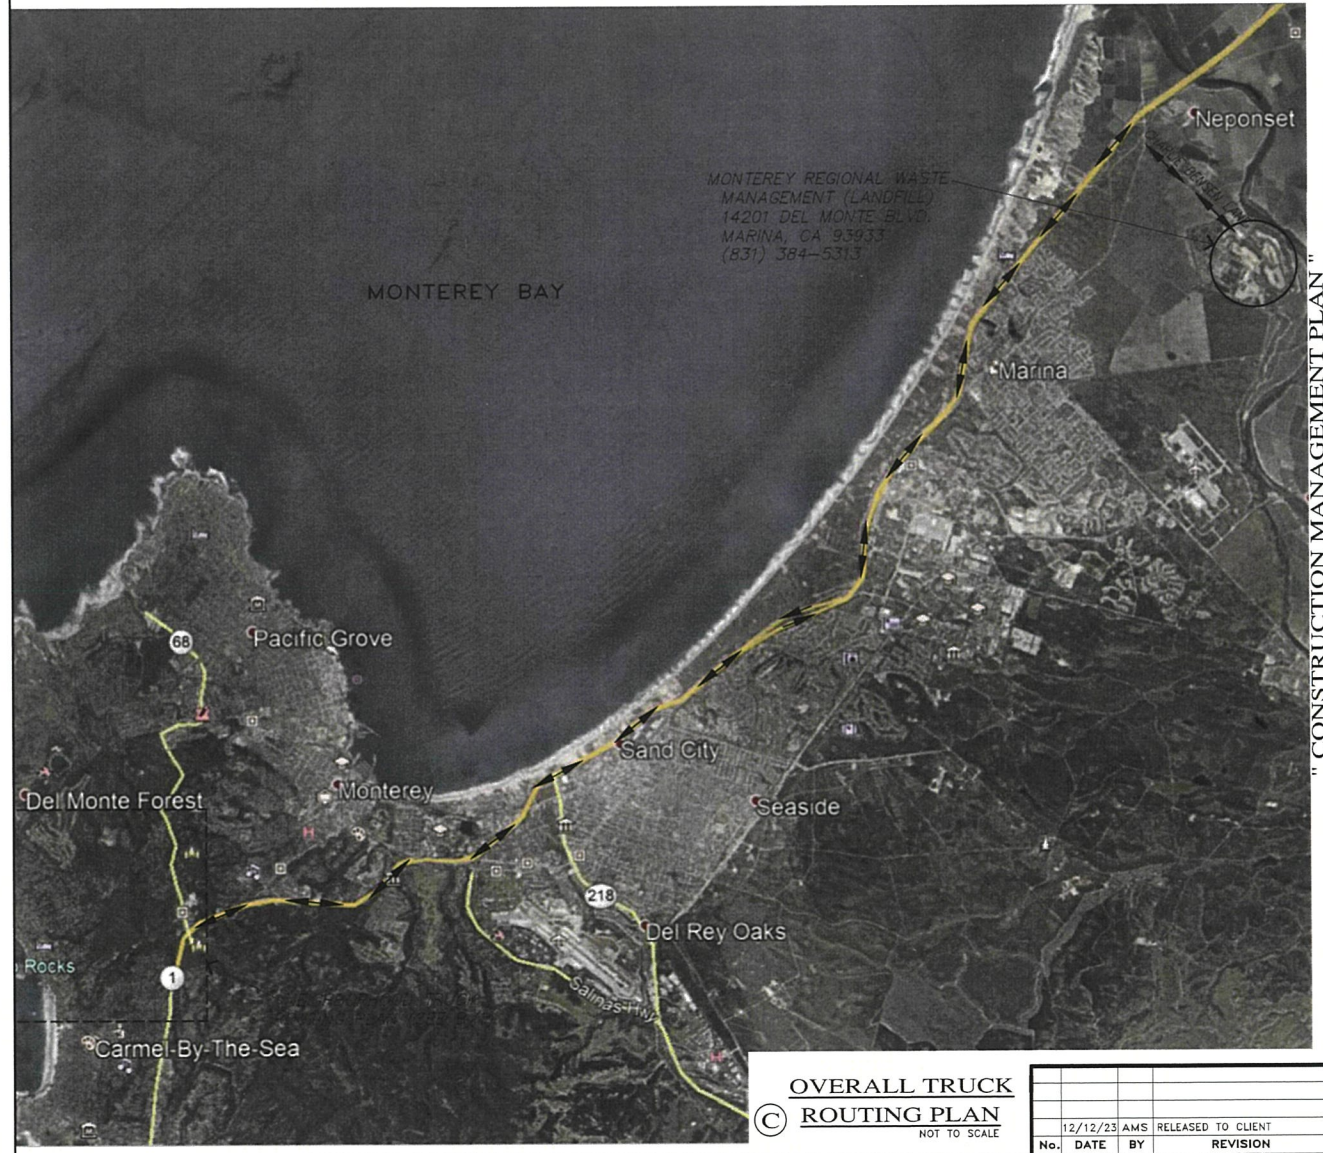 Neponset
MONTEREY REGIONAL WASTE
MANAGEMENT (LANDFILL)
14201 DEL MONTE BLVD.
MARINA, CA 93933
(831) 384-5313
MONTEREY BAY
Marina
68
Pacific Grove
Sand City
Monterey
Del Monte Forest
Seaside
218
Del Rey Oaks
Rocks
1
Salinas Hwy
Carmel-By-The-Sea
" CONSTRUCTION MANAGEMENT PLAN "
OVERALL TRUCK
© ROUTING PLAN
NOT TO SCALE
12/12/23 AMS RELEASED TO CLIENT
No. DATE BY REVISION